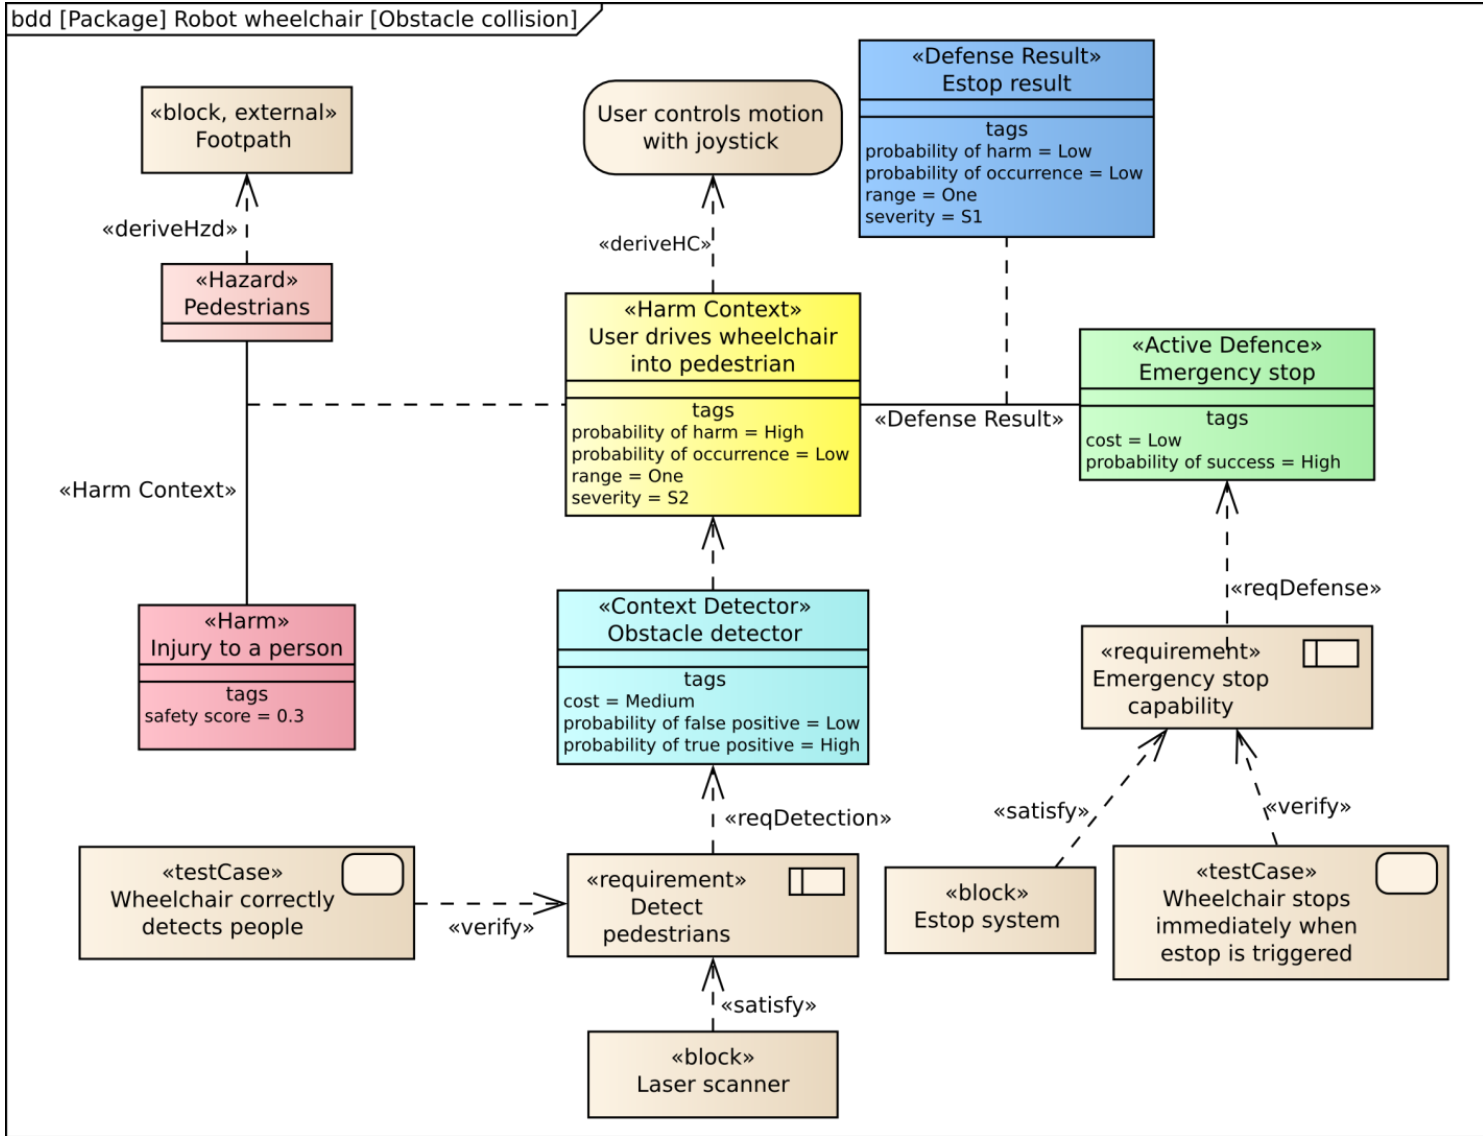 bdd [Package] Robot wheelchair [Obstacle collision]
«block, external»
Footpath
User controls motion
with joystick
«Defense Result»
Estop result
tags
probability of harm = Low
probability of occurrence = Low
range = One
severity = S1
«deriveHzd»
«deriveHC»
«Hazard»
Pedestrians
«Harm Context»
User drives wheelchair
into pedestrian
tags
probability of harm = High
probability of occurrence = Low
range = One
severity = S2
«Defense Result»
«Active Defence»
Emergency stop
tags
cost = Low
probability of success = High
«Harm Context»
«Harm»
Injury to a person
tags
safety score = 0.3
«Context Detector»
Obstacle detector
tags
cost = Medium
probability of false positive = Low
probability of true positive = High
«reqDefense»
«requirement»
Emergency stop
capability
«reqDetection»
«satisfy»
«verify»
«testCase»
Wheelchair correctly
detects people
«verify»
«requirement»
Detect
pedestrians
«block»
Estop system
«testCase»
Wheelchair stops
immediately when
estop is triggered
«satisfy»
«block»
Laser scanner